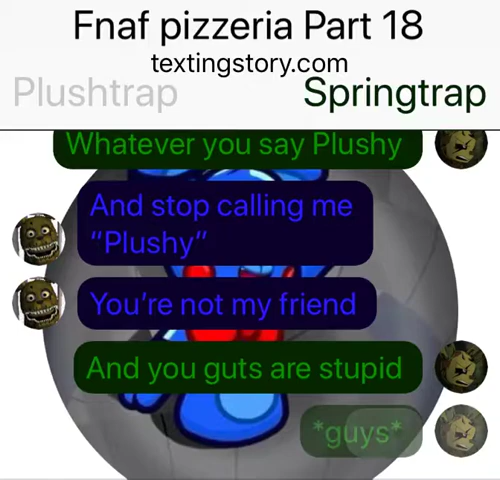 Fnaf pizzeria Part 18
textingstory.com
Plushtrap Springtrap
Whatever you say Plushy
And stop calling me
“Plushy”
You’re not my friend
And you guts are stupid
*guys*